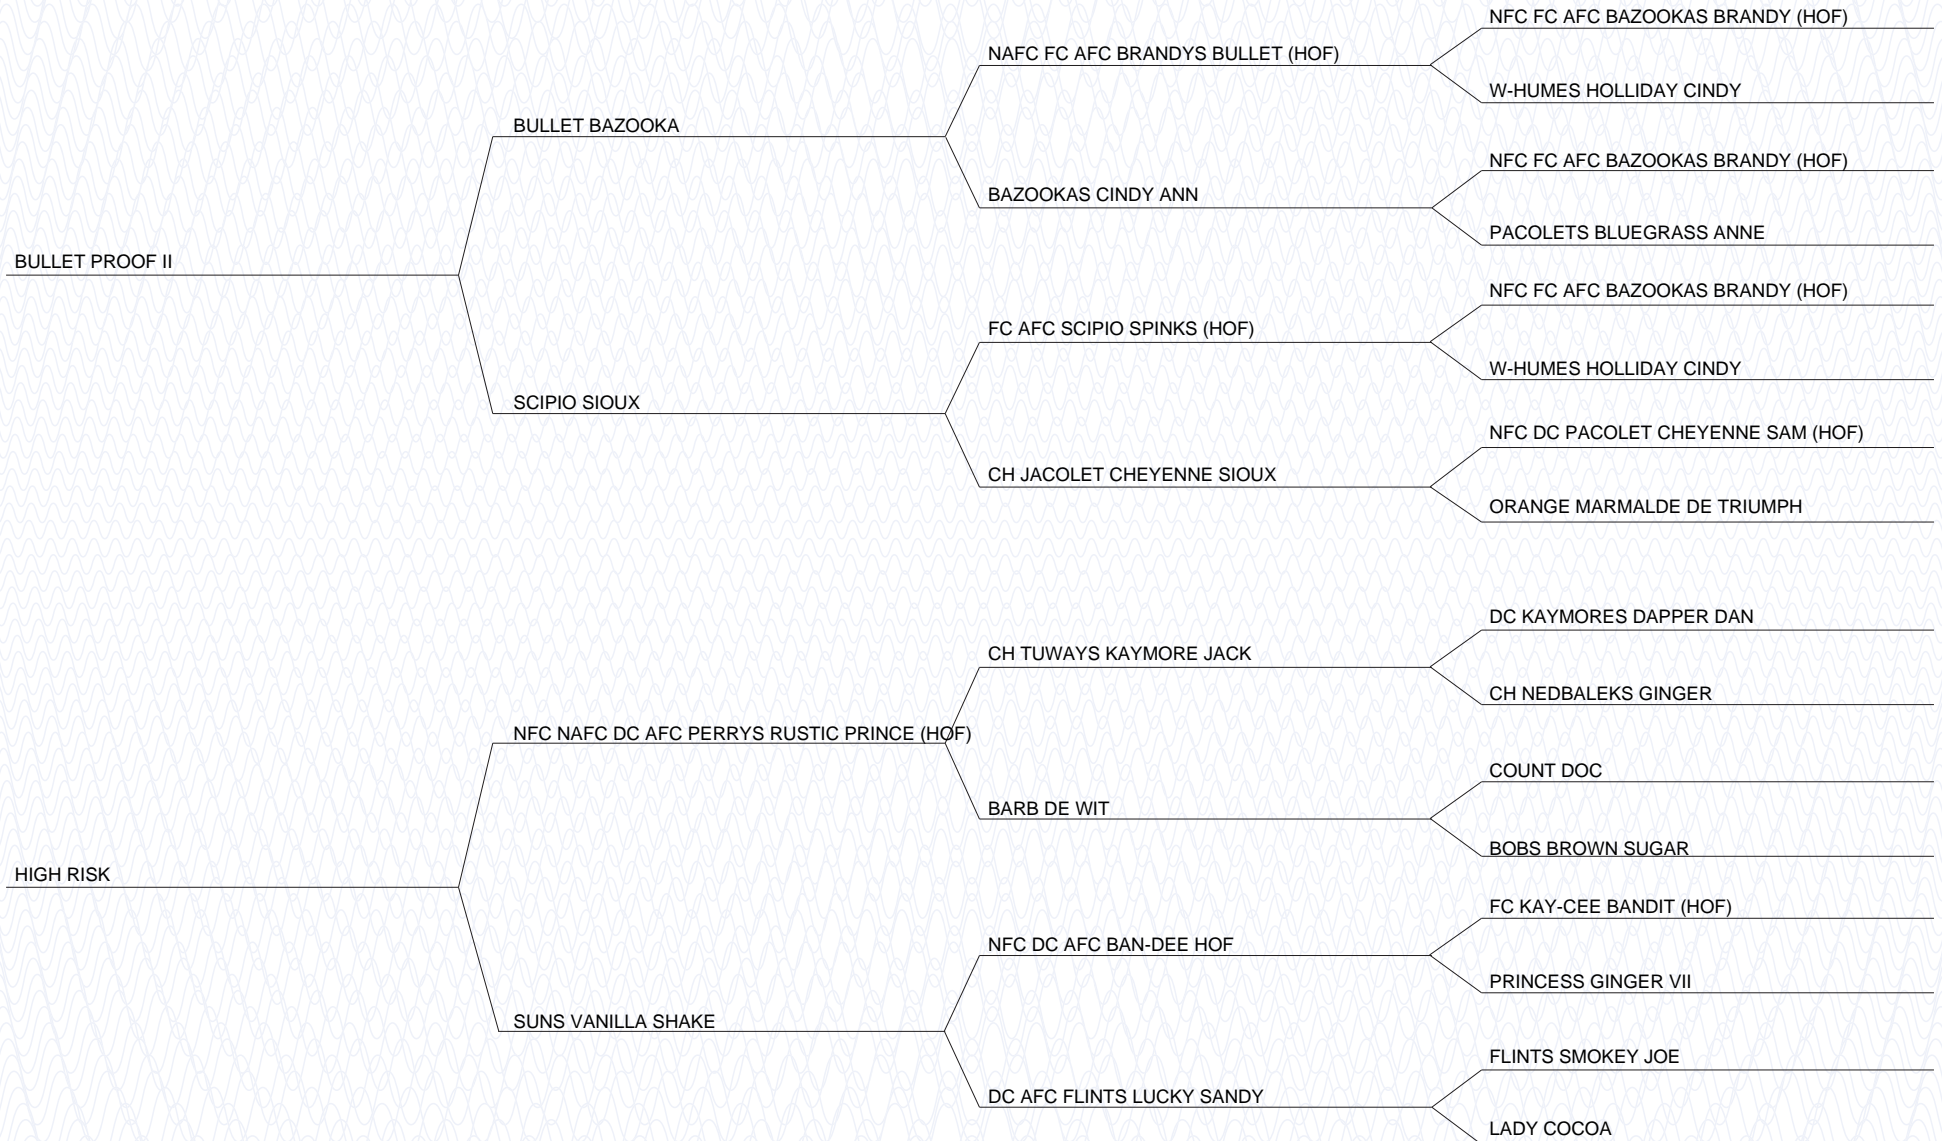 NFC FC AFC BAZOOKAS BRANDY (HOF)
NAFC FC AFC BRANDYS BULLET (HOF)
W-HUMES HOLLIDAY CINDY
BULLET BAZOOKA
NFC FC AFC BAZOOKAS BRANDY (HOF)
BAZOOKAS CINDY ANN
PACOLETS BLUEGRASS ANNE
BULLET PROOF II
NFC FC AFC BAZOOKAS BRANDY (HOF)
FC AFC SCIPIO SPINKS (HOF)
W-HUMES HOLLIDAY CINDY
SCIPIO SIOUX
NFC DC PACOLET CHEYENNE SAM (HOF)
CH JACOLET CHEYENNE SIOUX
ORANGE MARMALDE DE TRIUMPH
DC KAYMORES DAPPER DAN
CH TUWAYS KAYMORE JACK
CH NEDBALEKS GINGER
NFC NAFC DC AFC PERRYS RUSTIC PRINCE (HOF)
COUNT DOC
BARB DE WIT
BOBS BROWN SUGAR
HIGH RISK
FC KAY-CEE BANDIT (HOF)
NFC DC AFC BAN-DEE HOF
PRINCESS GINGER VII
SUNS VANILLA SHAKE
FLINTS SMOKEY JOE
DC AFC FLINTS LUCKY SANDY
LADY COCOA